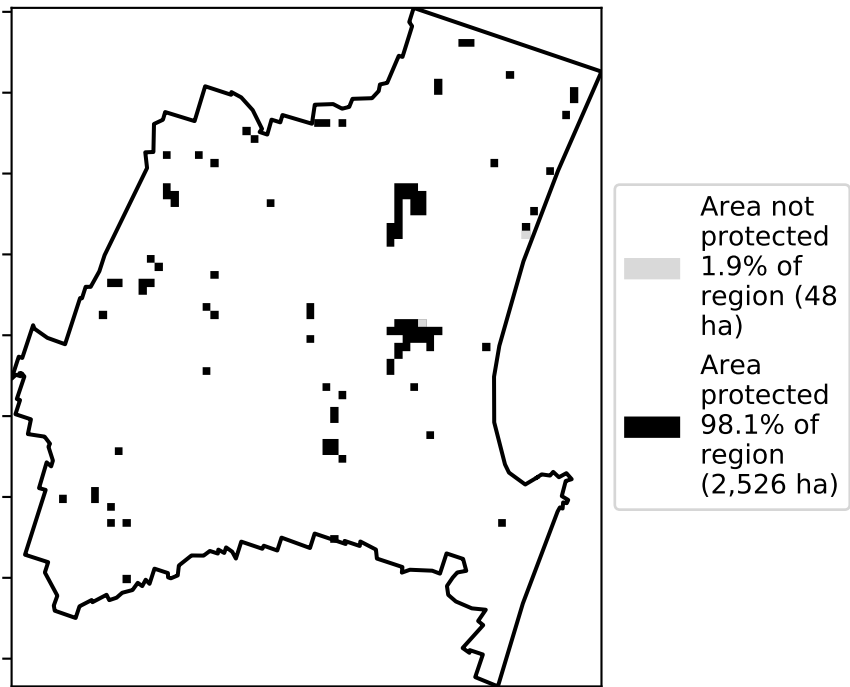 Area not
protected
1.9% of
region (48
ha)
Area
protected
98.1% of
region
(2,526 ha)